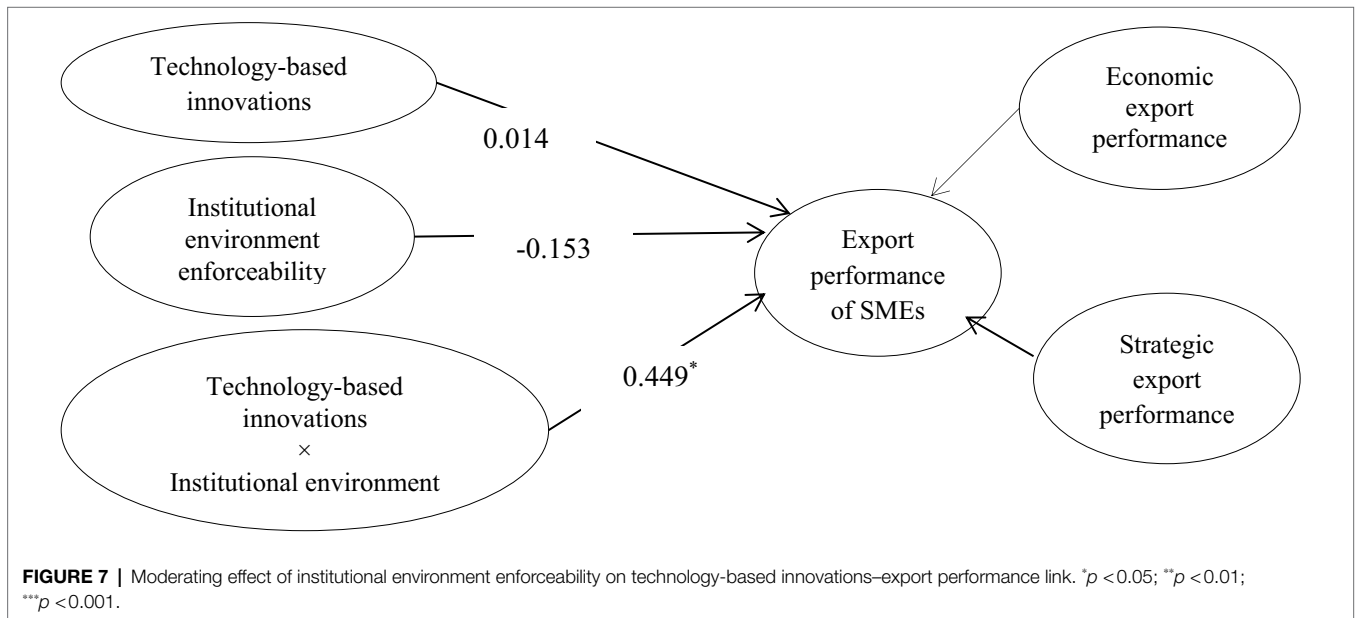 Technology-based
innovations
0.014
Institutional
environment
enforceability
-0.153
Technology-based
innovations
×
Institutional environment
0.449*
Export
performance
of SMEs
Economic
export
performance
Strategic
export
performance
FIGURE 7 | Moderating effect of institutional environment enforceability on technology-based innovations–export performance link. *p <0.05; **p <0.01;
***p <0.001.